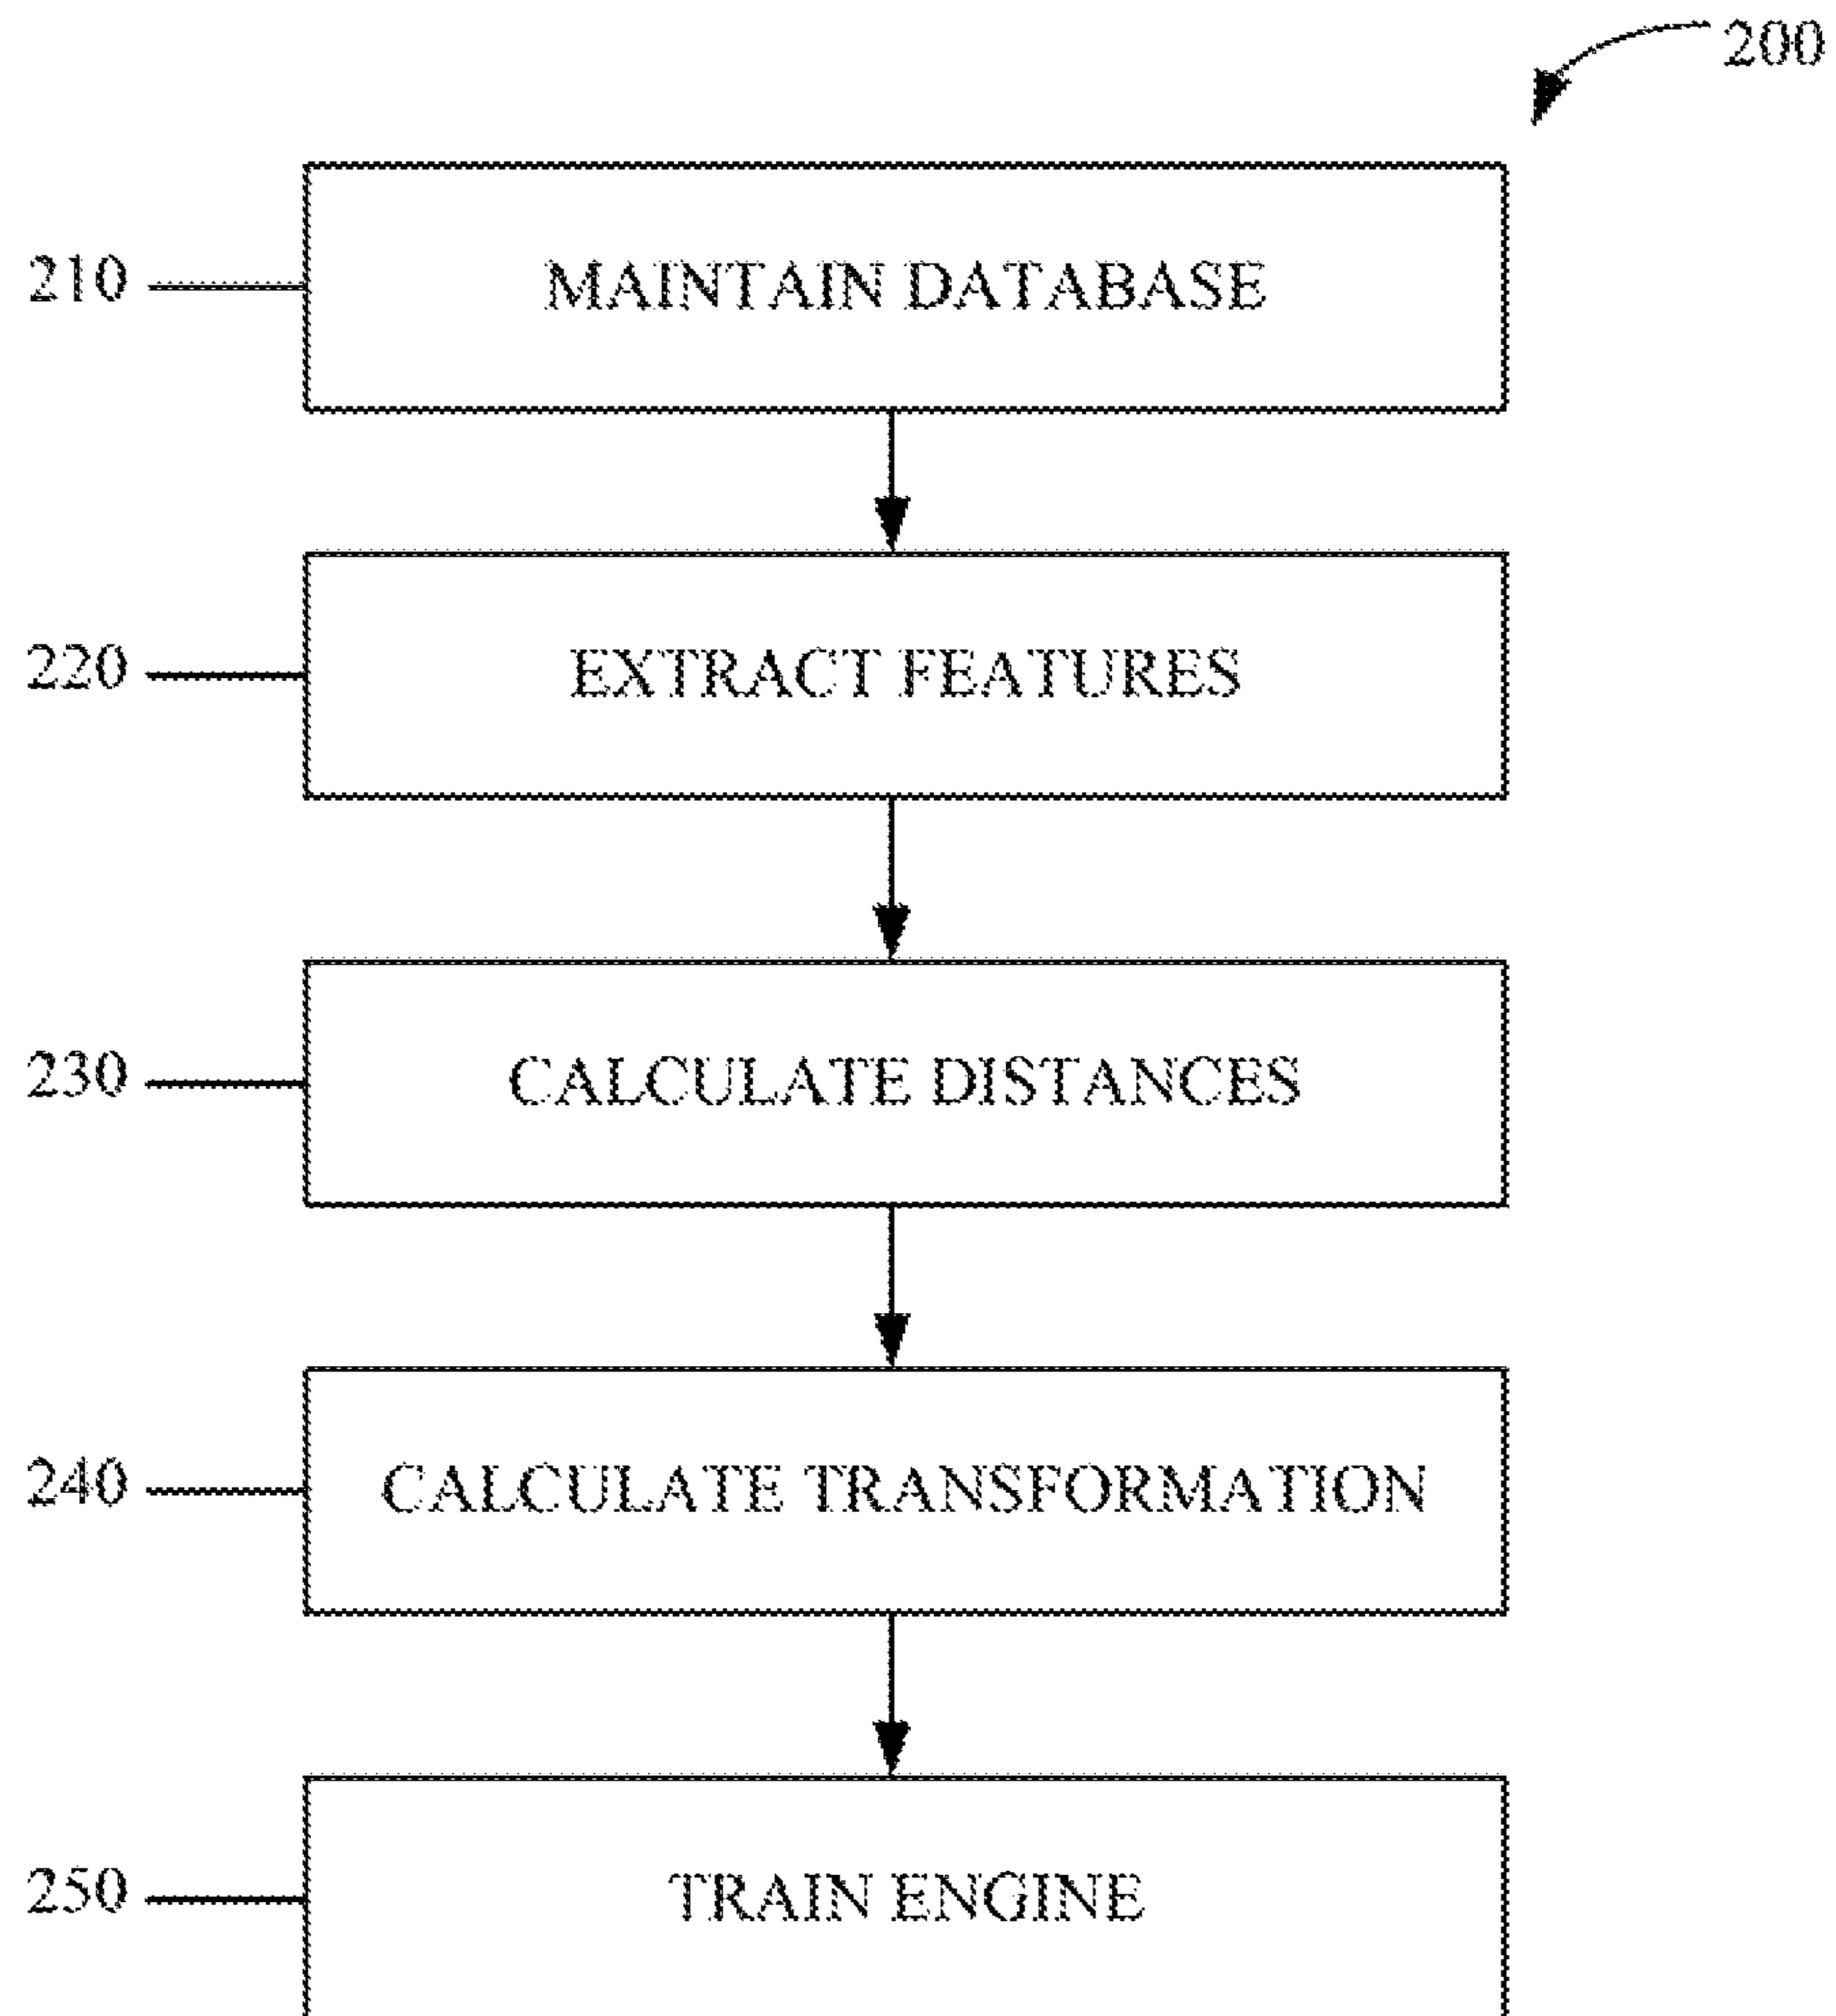 200
210 MAINTAIN DATABASE
220 EXTRACT FEATURES
230 CALCULATE DISTANCES
240 CALCULATE TRANSFORMATION
250 TRAIN ENGINE